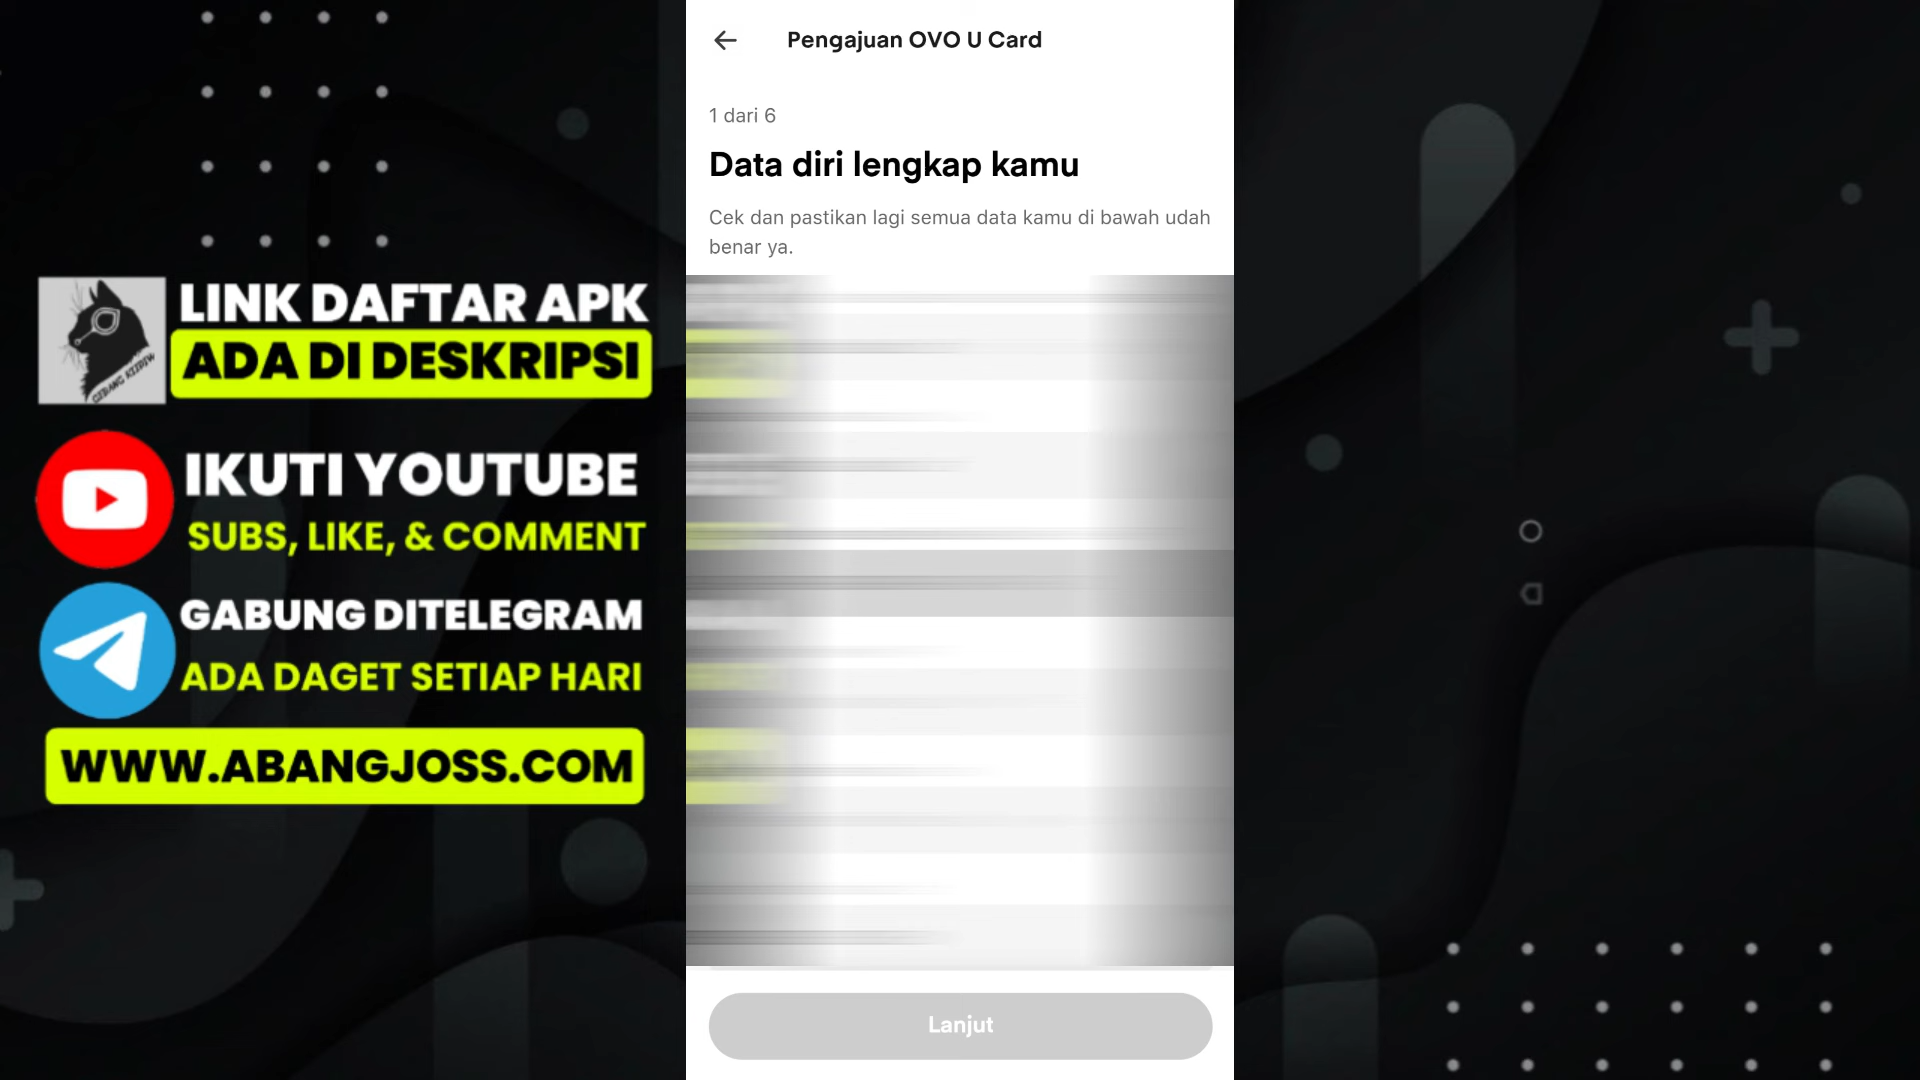 LINK DAFTAR APK
ADA DI DESKRIPSI
IKUTI YOUTUBE
SUBS, LIKE, & COMMENT
GABUNG DITELEGRAM
ADA DAGET SETIAP HARI
WWW.ABANGJOSS.COM
Pengajuan OVO U Card
1 dari 6
Data diri lengkap kamu
Cek dan pastikan lagi semua data kamu di bawah udah
benar ya.
Lanjut